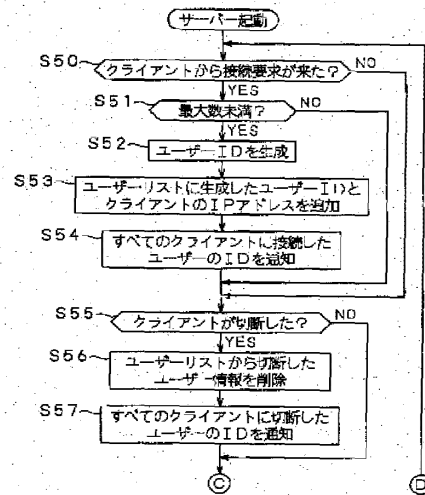 サーバー起動
S50
クライアントから接続要求が来た？
NO
YES
S51
最大数未満？
NO
YES
S52
ユーザーIDを生成
S53
ユーザーリストに生成したユーザーIDと
クライアントのIPアドレスを追加
S54
すべてのクライアントに接続した
ユーザーのIDを通知
S55
クライアントが切断した？
NO
YES
S56
ユーザーリストから切断した
ユーザー情報を削除
S57
すべてのクライアントに切断した
ユーザーのIDを通知
C
D